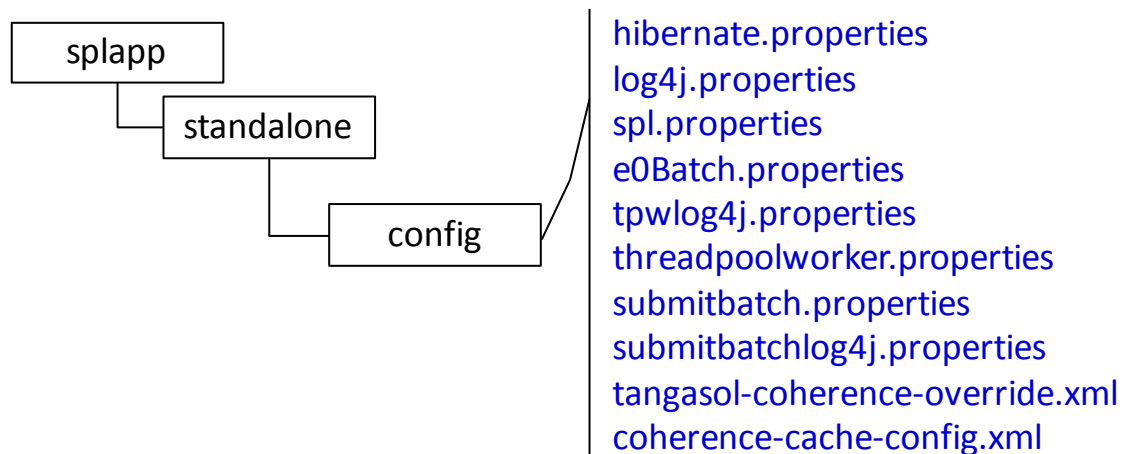 splapp
standalone
config
hibernate.properties
log4j.properties
spl.properties
e0Batch.properties
tpwlog4j.properties
threadpoolworker.properties
submitbatch.properties
submitbatchlog4j.properties
tangasol-coherence-override.xml
coherence-cache-config.xml